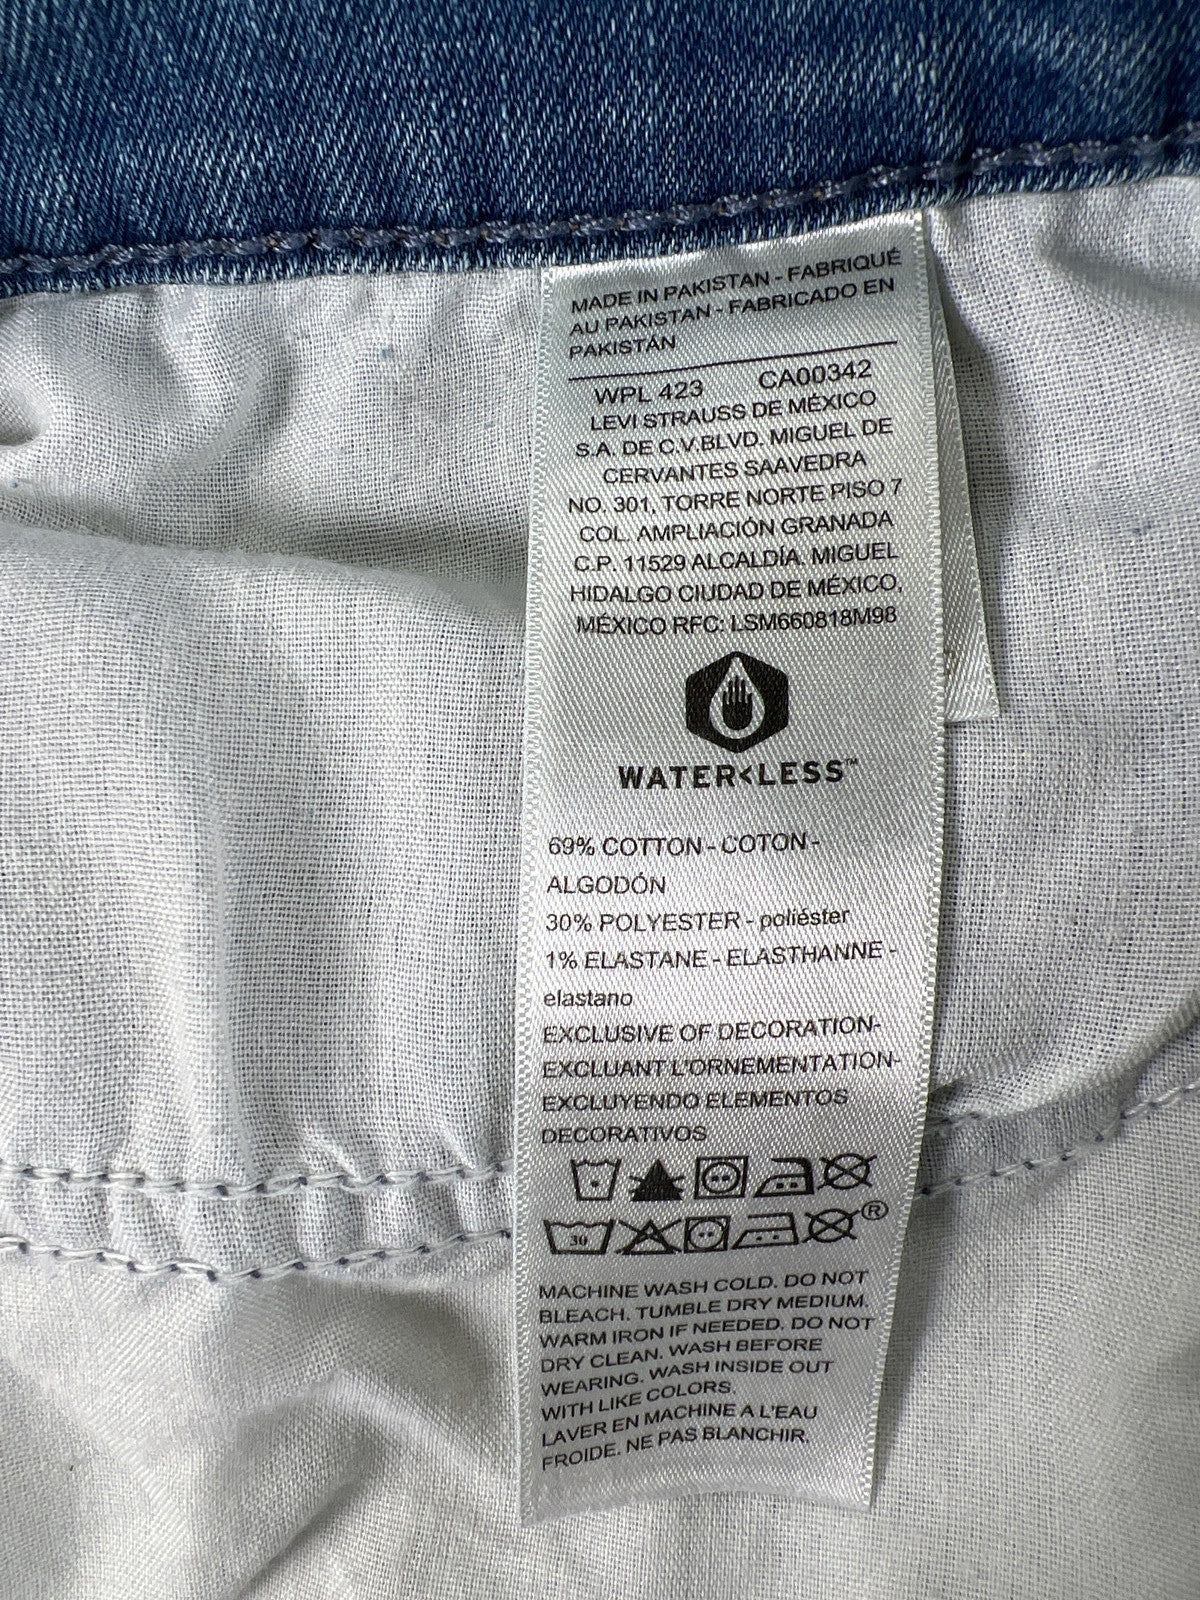 MADE IN PAKISTAN - FABRIQUÉ
AU PAKISTAN - FABRICADO EN
PAKISTÁN
WPL 423 CA00342
LEVI STRAUSS DE MÉXICO
S.A. DE C.V.BLVD. MIGUEL DE
CERVANTES SAAVEDRA
NO. 301, TORRE NORTE PISO 7
COL. AMPLIACIÓN GRANADA
C.P. 11529 ALCALDÍA. MIGUEL
HIDALGO CIUDAD DE MÉXICO,
MÉXICO RFC: LSM660818M98
WATER<LESS™
69% COTTON - COTON -
ALGODÓN
30% POLYESTER - poliéster
1% ELASTANE - ELASTHANNE -
elastano
EXCLUSIVE OF DECORATION-
EXCLUANT L'ORNEMENTATION-
EXCLUYENDO ELEMENTOS
DECORATIVOS
30 ®
MACHINE WASH COLD. DO NOT
BLEACH. TUMBLE DRY MEDIUM.
WARM IRON IF NEEDED. DO NOT
DRY CLEAN. WASH BEFORE
WEARING. WASH INSIDE OUT
WITH LIKE COLORS.
LAVER EN MACHINE A L'EAU
FROIDE. NE PAS BLANCHIR.